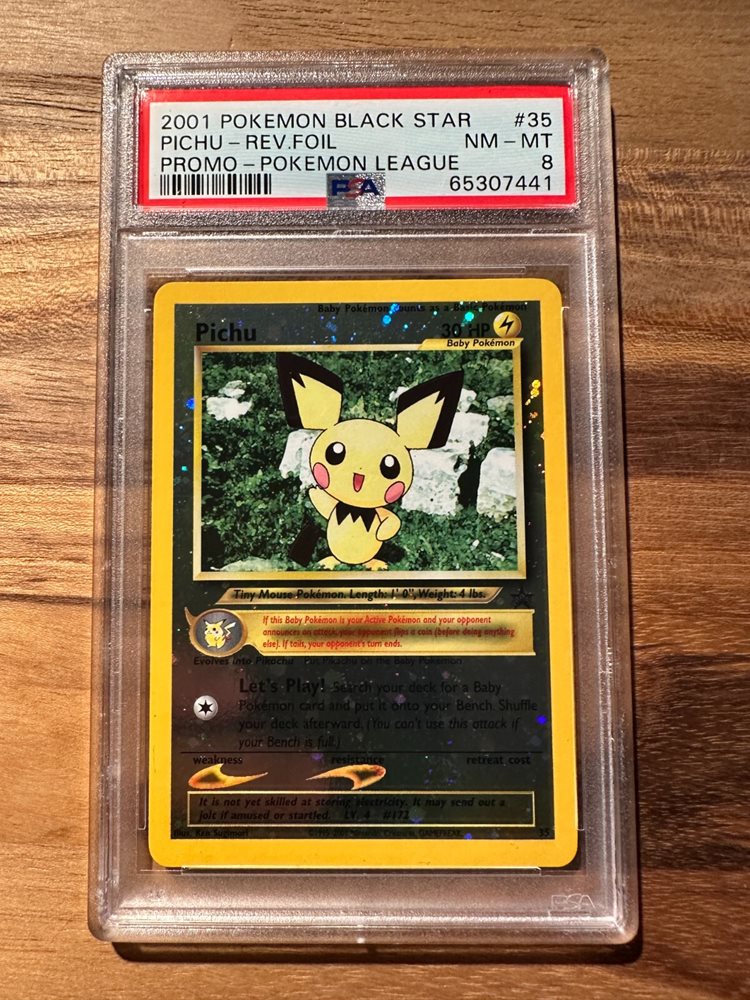 2001 POKEMON BLACK STAR #35
PICHU - REV.FOIL NM - MT
PROMO - POKEMON LEAGUE 8
PSA 65307441
Baby Pokémon counts as a Basic Pokémon
Pichu 30 HP
Baby Pokémon
Tiny Mouse Pokémon. Length: 1' 0", Weight: 4 lbs.
If this Baby Pokémon is your Active Pokémon and your opponent
announces an attack, your opponent flips a coin (before doing anything
else). If tails, your opponent's turn ends.
Evolves into Pikachu Put Pikachu on the Baby Pokémon
Let's Play! Search your deck for a Baby
Pokémon card and put it onto your Bench. Shuffle
your deck afterward. (You can't use this attack if
your Bench is full.)
weakness resistance retreat cost
It is not yet skilled at storing electricity. It may send out a
jolt if amused or startled. LV. 4 #172
Illus. Ken Sugimori ©1995, 2001 Nintendo, Creatures, GAMEFREAK. 35
PSA